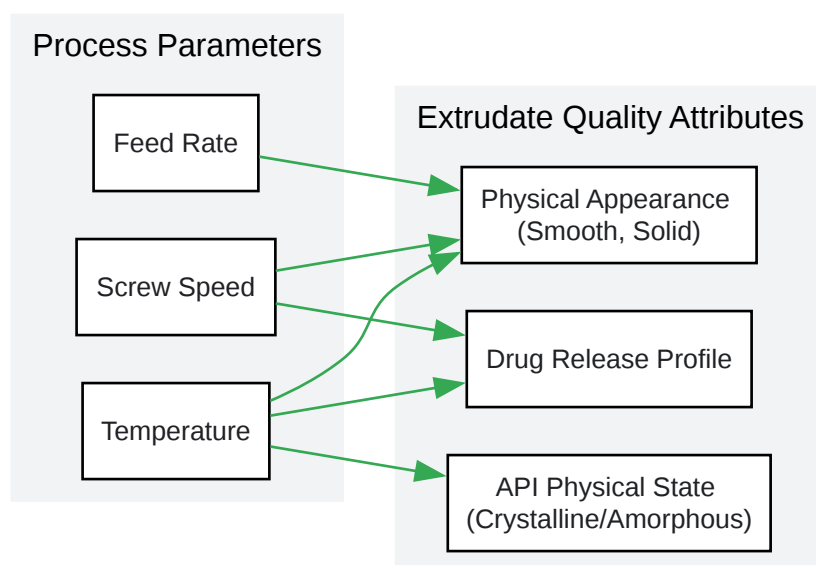 Process Parameters
Feed Rate
Screw Speed
Temperature
Extrudate Quality Attributes
Physical Appearance
(Smooth, Solid)
Drug Release Profile
API Physical State
(Crystalline/Amorphous)